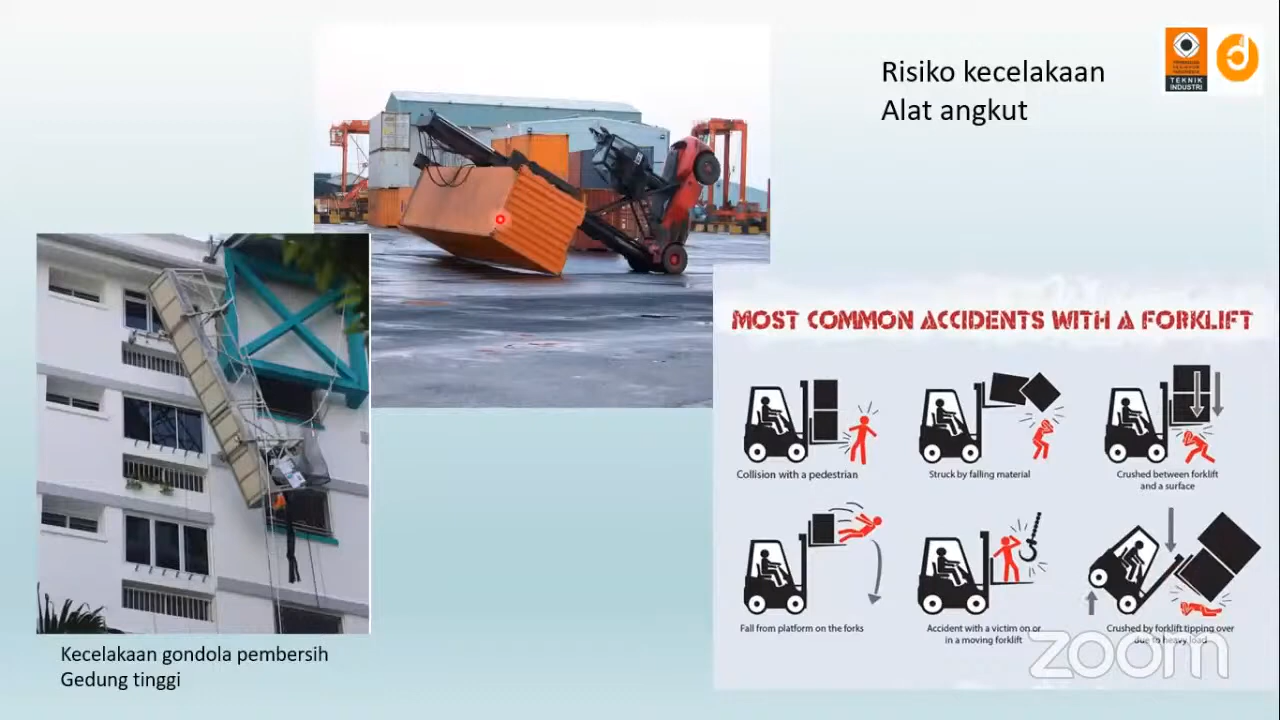 Risiko kecelakaan
Alat angkut
TEKNIK
INDUSTRI
MOST COMMON ACCIDENTS WITH A FORKLIFT
Collision with a pedestrian
Struck by falling material
Crushed between forklift
and a surface
Fall from platform on the forks
Accident with a victim on or
in a moving forklift
Crushed by forklift tipping over
due to heavy load
Kecelakaan gondola pembersih
Gedung tinggi
zoom